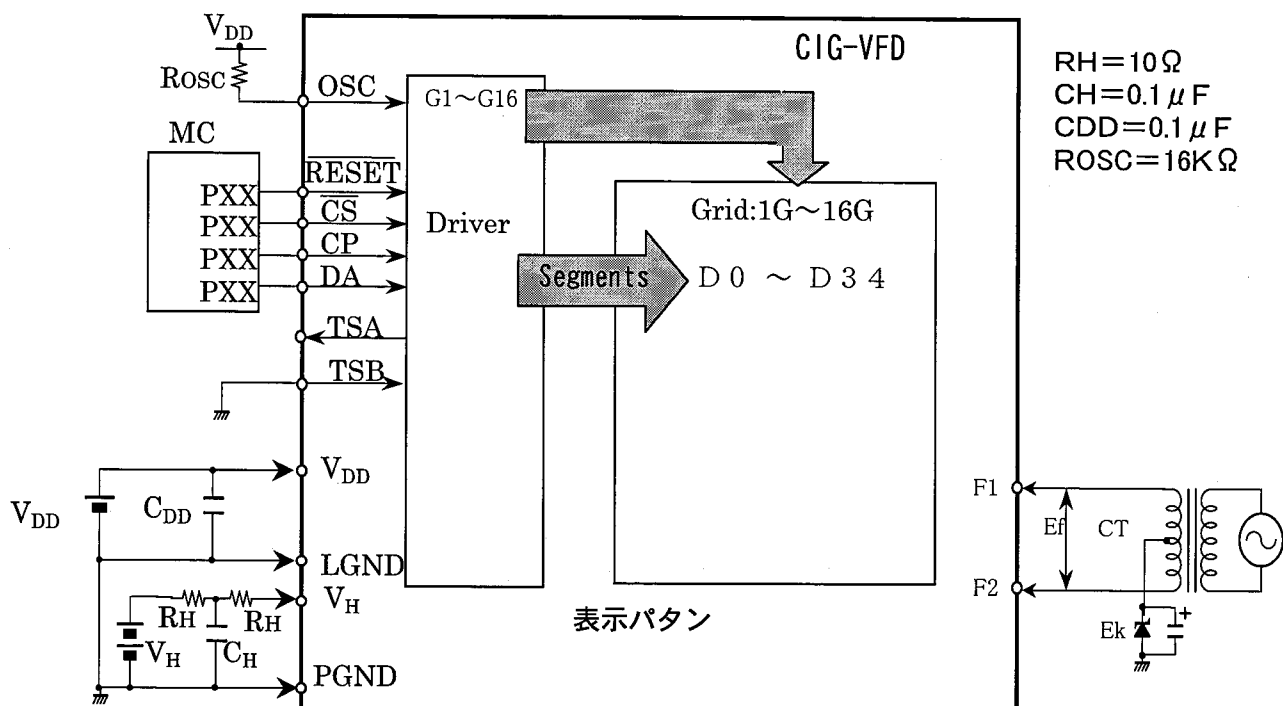 CIG-VFD
RH=10Ω
CH=0.1μF
CDD=0.1μF
ROSC=16KΩ
VDD
ROSC
OSC
G1～G16
MC
RESET
PXX
CS
PXX
CP
PXX
DA
PXX
Driver
Grid:1G～16G
Segments
D0 ～ D34
TSA
TSB
VDD
VDD
CDD
LGND
VH
RH
RH
VH
CH
PGND
表示パタン
F1
Ef
CT
F2
Ek
+